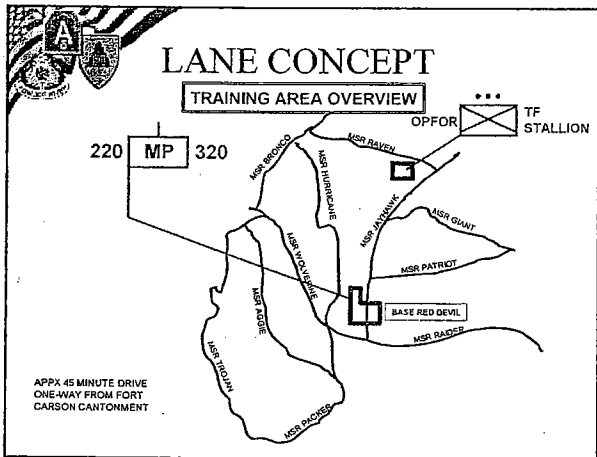 LANE CONCEPT
TRAINING AREA OVERVIEW
OPFOR
TF
STALLION
220
MP
320
MSR BRONCO
MSR HURRICANE
MSR RAVEN
MSR JAYHAWK
MSR GIANT
MSR PATRIOT
MSR WOLVERINE
MSR AGGIE
BASE RED DEVIL
MSR RAIDER
MSR TROJAN
MSR PACKER
APPX 45 MINUTE DRIVE
ONE-WAY FROM FORT
CARSON CANTONMENT